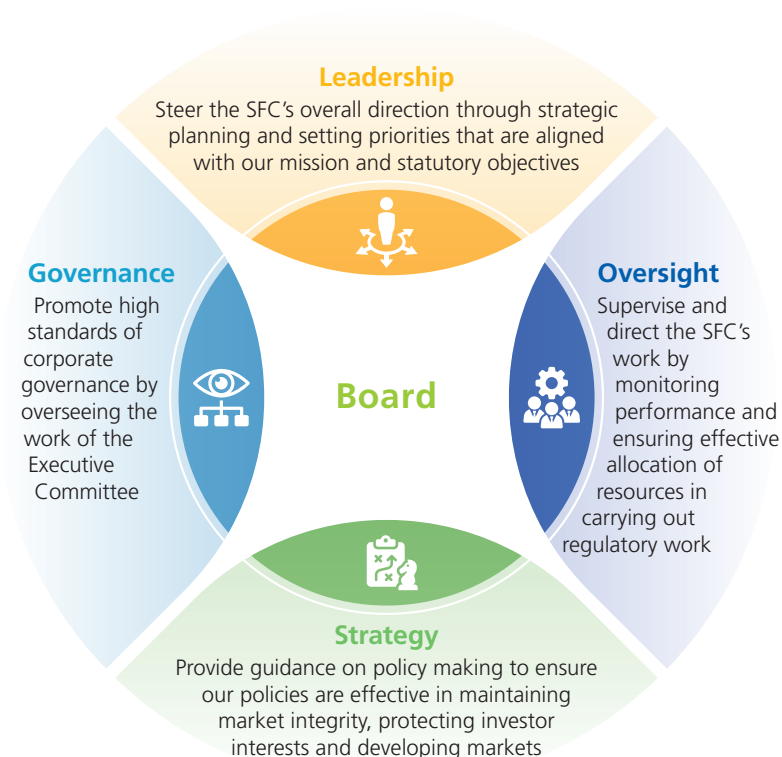 Leadership
Steer the SFC's overall direction through strategic
planning and setting priorities that are aligned
with our mission and statutory objectives
Governance
Promote high
standards of
corporate
governance by
overseeing the
work of the
Executive
Committee
Board
Oversight
Supervise and
direct the SFC's
work by
monitoring
performance and
ensuring effective
allocation of
resources in
carrying out
regulatory work
Strategy
Provide guidance on policy making to ensure
our policies are effective in maintaining
market integrity, protecting investor
interests and developing markets